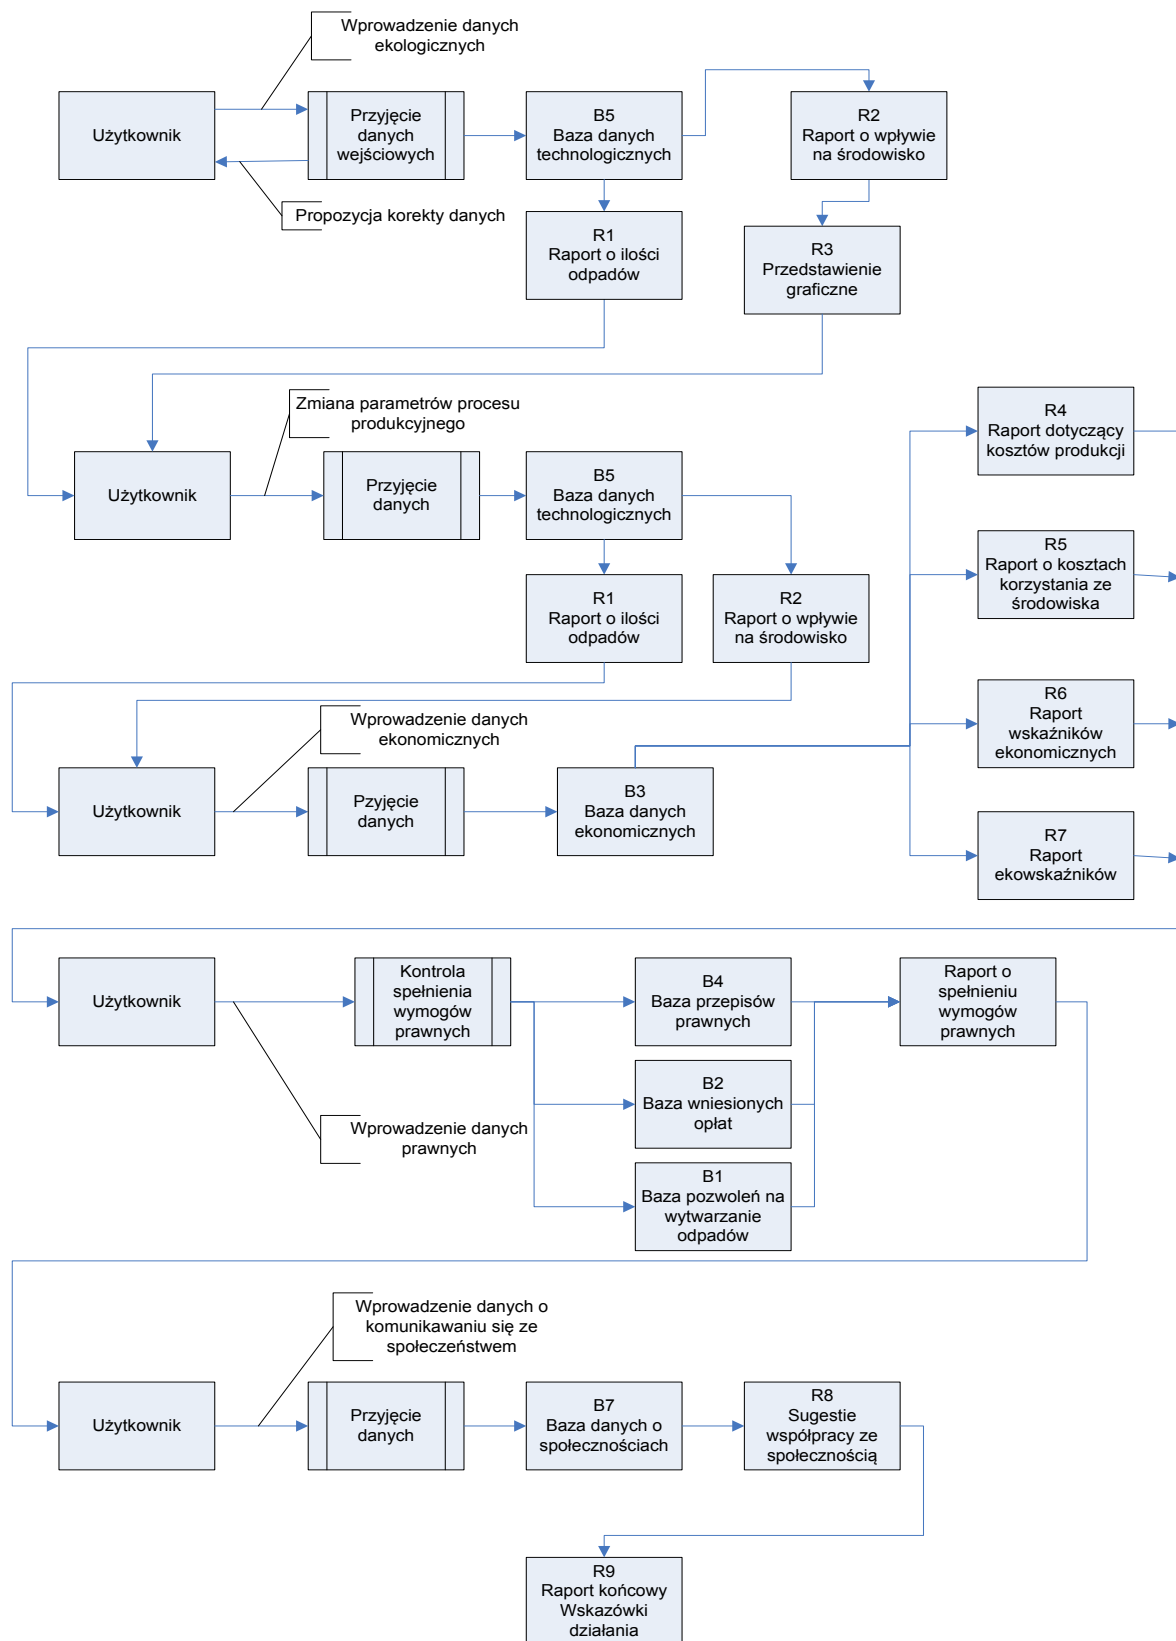 Wprowadzenie danych
ekologicznych
Użytkownik
Przyjęcie
danych
wejściowych
B5
Baza danych
technologicznych
R2
Raport o wpływie
na środowisko
Propozycja korekty danych
R1
Raport o ilości
odpadów
R3
Przedstawienie
graficzne
Zmiana parametrów procesu
produkcyjnego
Użytkownik
Przyjęcie
danych
B5
Baza danych
technologicznych
R4
Raport dotyczący
kosztów produkcji
R1
Raport o ilości
odpadów
R2
Raport o wpływie
na środowisko
R5
Raport o kosztach
korzystania ze
środowiska
Wprowadzenie danych
ekonomicznych
Użytkownik
Pzyjęcie
danych
B3
Baza danych
ekonomicznych
R6
Raport
wskaźników
ekonomicznych
R7
Raport
ekowskaźników
Użytkownik
Kontrola
spełnienia
wymogów
prawnych
B4
Baza przepisów
prawnych
Raport o
spełnieniu
wymogów
prawnych
B2
Baza wniesionych
opłat
Wprowadzenie danych
prawnych
B1
Baza pozwoleń na
wytwarzanie
odpadów
Wprowadzenie danych o
komunikawaniu się ze
społeczeństwem
Użytkownik
Przyjęcie
danych
B7
Baza danych o
społecznościach
R8
Sugestie
współpracy ze
społecznością
R9
Raport końcowy
Wskazówki
działania